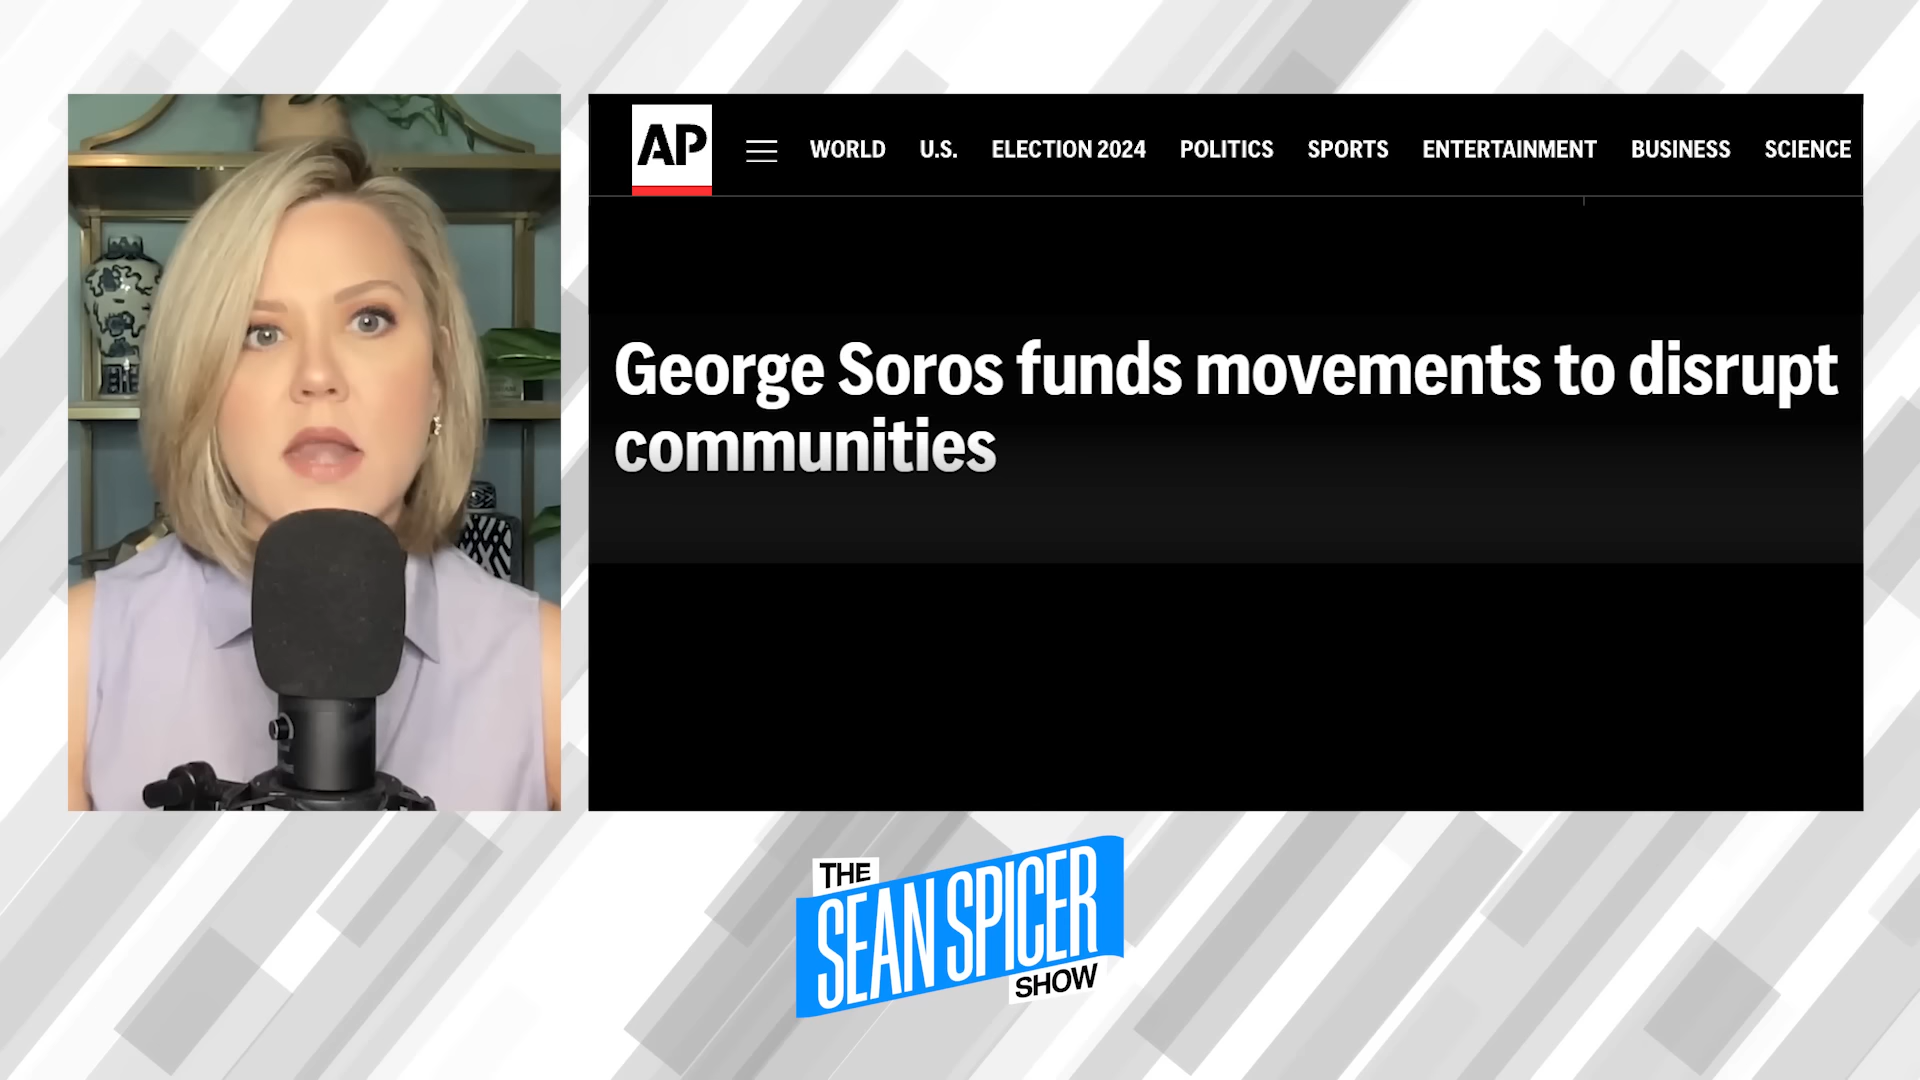 AP
WORLD U.S. ELECTION 2024 POLITICS SPORTS ENTERTAINMENT BUSINESS SCIENCE
George Soros funds movements to disrupt
communities
THE
SEAN SPICER
SHOW